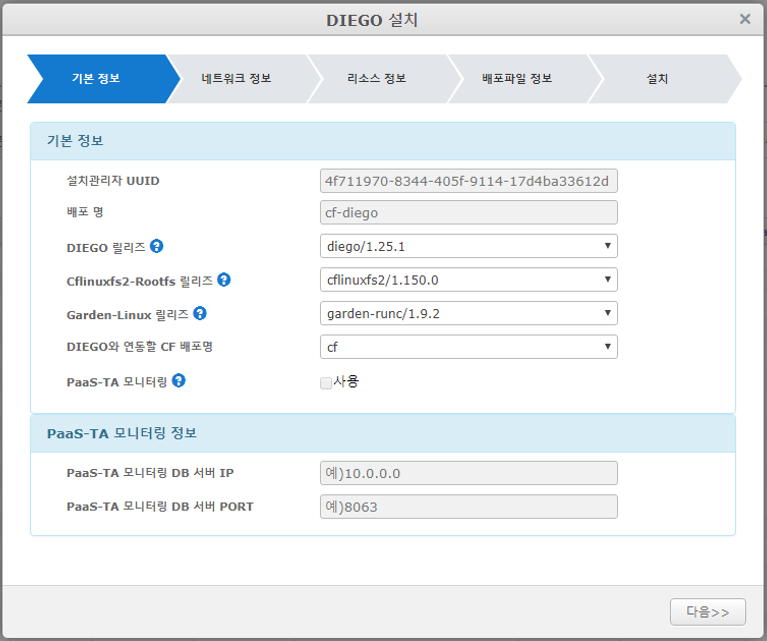 DIEGO 설치
×
기본 정보
네트워크 정보
리소스 정보
배포파일 정보
설치
기본 정보
설치관리자 UUID
4f711970-8344-405f-9114-17d4ba33612d
배포 명
cf-diego
DIEGO 릴리즈 ?
diego/1.25.1
Cflinuxfs2-Rootfs 릴리즈 ?
cflinuxfs2/1.150.0
Garden-Linux 릴리즈 ?
garden-runc/1.9.2
DIEGO와 연동할 CF 배포명
cf
PaaS-TA 모니터링 ?
사용
PaaS-TA 모니터링 정보
PaaS-TA 모니터링 DB 서버 IP
예)10.0.0.0
PaaS-TA 모니터링 DB 서버 PORT
예)8063
다음>>